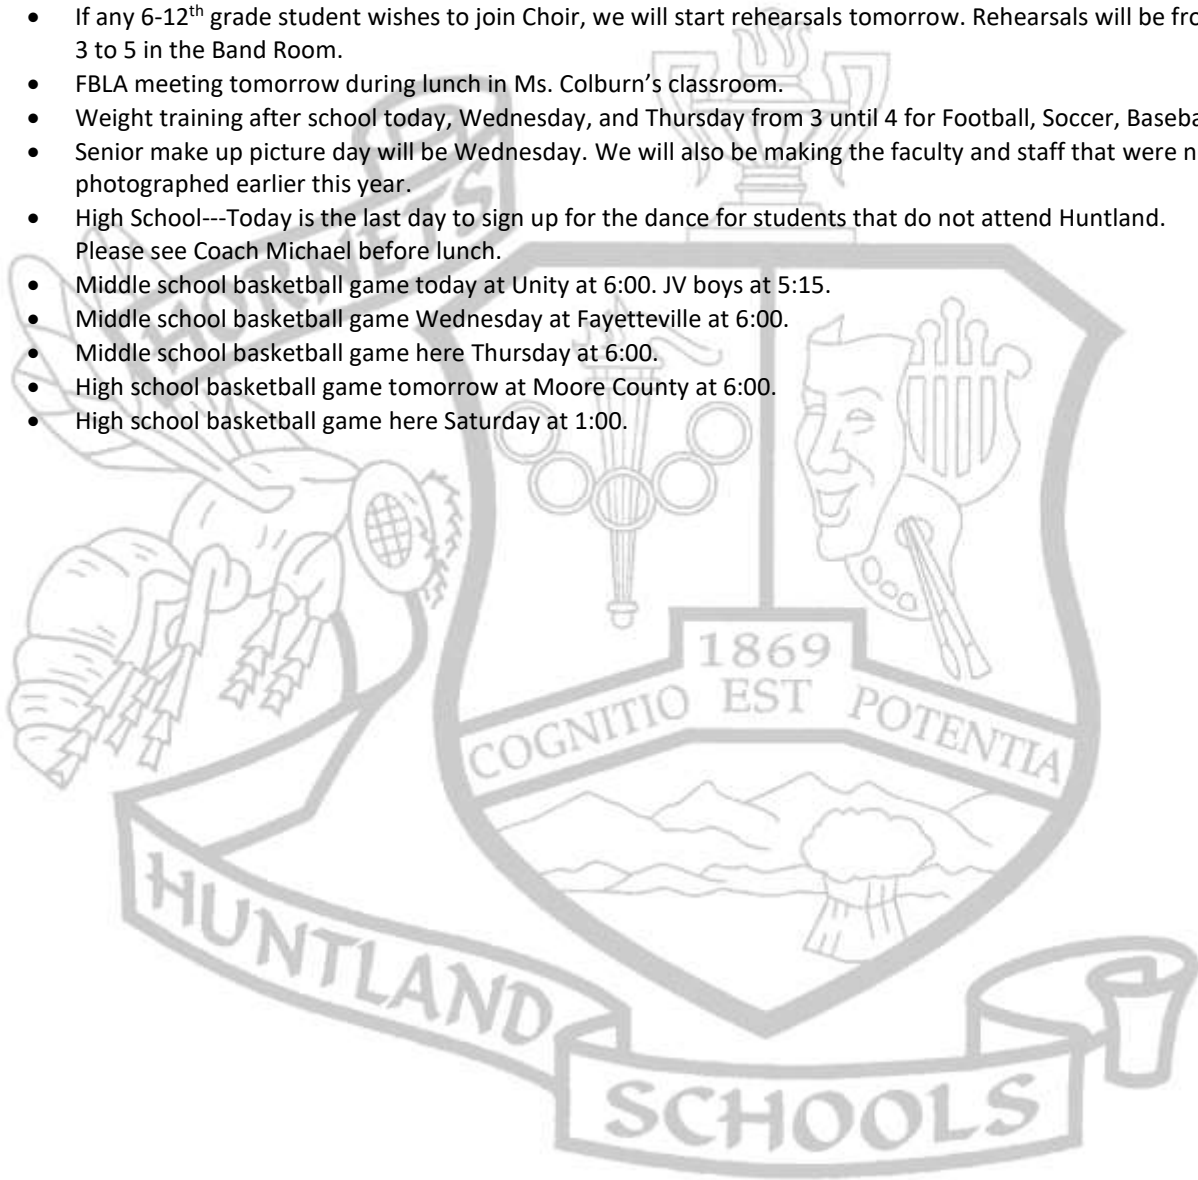 • If any 6-12th grade student wishes to join Choir, we will start rehearsals tomorrow. Rehearsals will be
3 to 5 in the Band Room.
• FBLA meeting tomorrow during lunch in Ms. Colburn's classroom.
• Weight training after school today, Wednesday, and Thursday from 3 until 4 for Football, Soccer,
• Senior make up picture day will be Wednesday. We will also be making the faculty and staff that were
photographed earlier this year.
• High School---Today is the last day to sign up for the dance for students that do not attend Huntland.
Please see Coach Michael before lunch.
• Middle school basketball game today at Unity at 6:00. JV boys at 5:15.
• Middle school basketball game Wednesday at Fayetteville at 6:00.
• Middle school basketball game here Thursday at 6:00.
• High school basketball game tomorrow at Moore County at 6:00.
• High school basketball game here Saturday at 1:00.
HORNETS
1869
COGNITIO EST POTENTIA
HUNTLAND
SCHOOLS